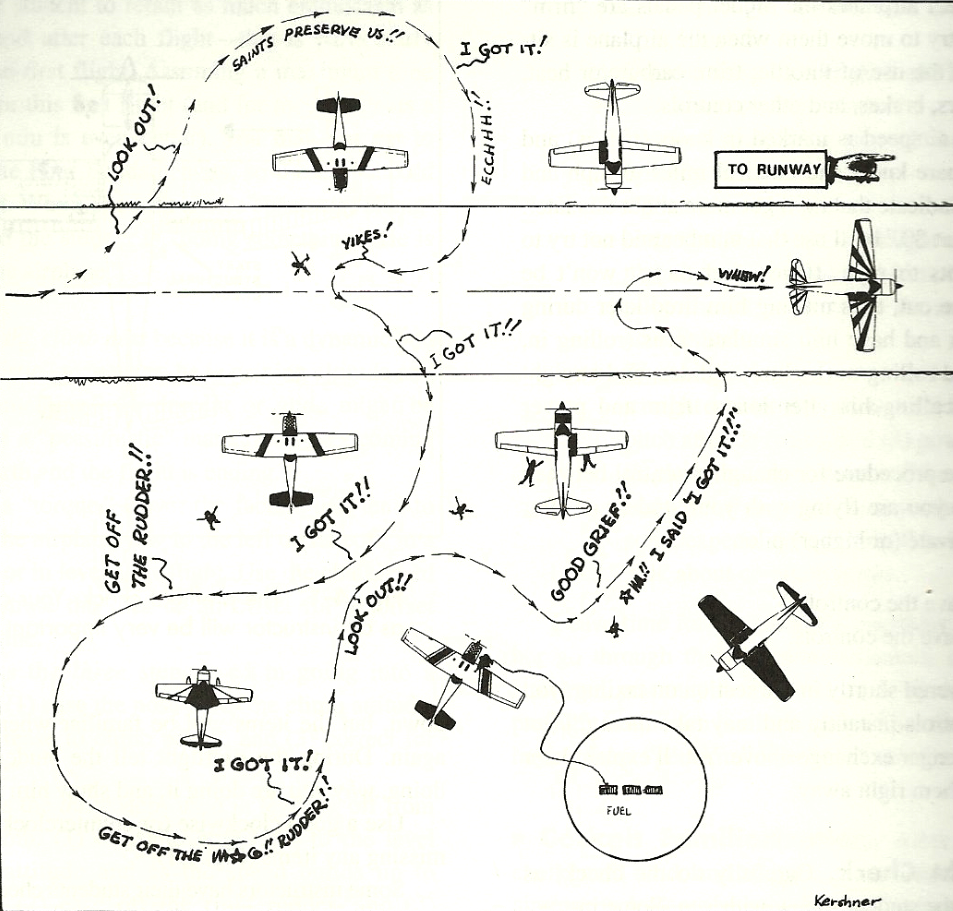 SAINTS PRESERVE US!!
I GOT IT!
LOOK OUT!
ECCHHH!!
TO RUNWAY
YIKES!
WHEW!
I GOT IT!!
GET OFF
THE RUDDER!!
I GOT IT!!
GOOD GRIEF!!
I SAID "I GOT IT!!"
LOOK OUT!!
I GOT IT!
GET OFF THE RUDDER!!
FUEL
Kershner